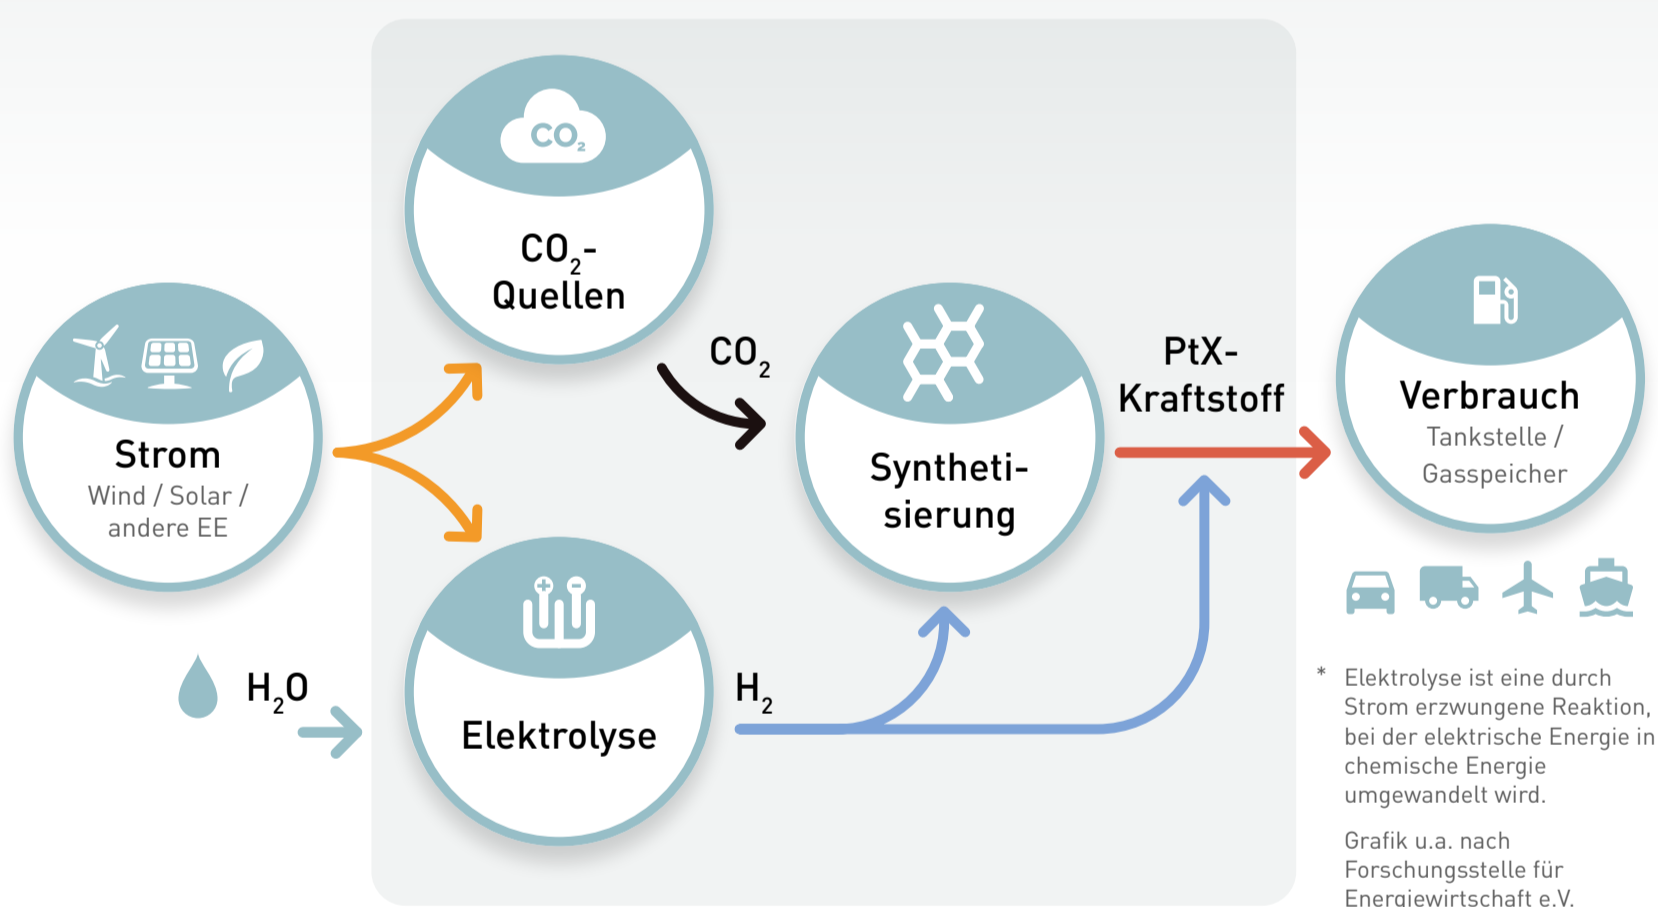 CO₂
CO₂-
Quellen
Strom
Wind / Solar /
andere EE
H₂O
Elektrolyse
CO₂
H₂
Syntheti-
sierung
PtX-
Kraftstoff
Verbrauch
Tankstelle /
Gasspeicher
* Elektrolyse ist eine durch
Strom erzwungene Reaktion,
bei der elektrische Energie in
chemische Energie
umgewandelt wird.
Grafik u.a. nach
Forschungsstelle für
Energiewirtschaft e.V.